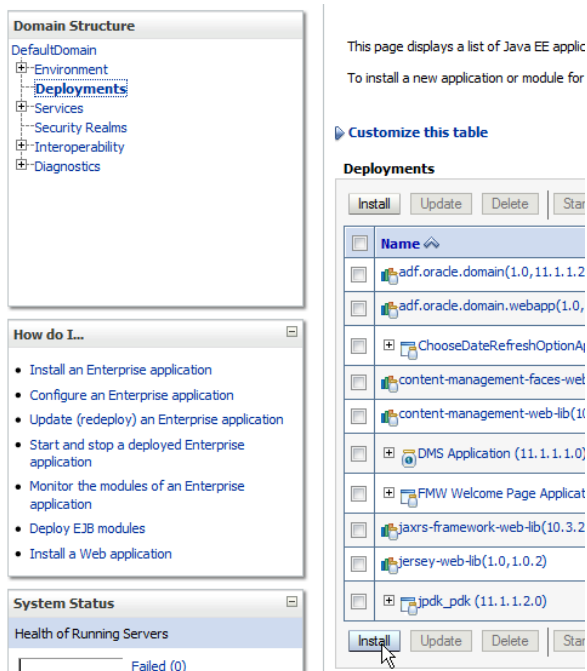 Domain Structure
DefaultDomain
Environment
Deployments
Services
Security Realms
Interoperability
Diagnostics
How do I...
Install an Enterprise application
Configure an Enterprise application
Update (redeploy) an Enterprise application
Start and stop a deployed Enterprise
application
Monitor the modules of an Enterprise
application
Deploy EJB modules
Install a Web application
System Status
Health of Running Servers
Failed (0)
This page displays a list of Java EE applic
To install a new application or module for
Customize this table
Deployments
Install Update Delete Star
Name
adf.oracle.domain(1.0,11.1.1.2
adf.oracle.domain.webapp(1.0,
ChooseDateRefreshOptionAp
content-management-faces-web
content-management-web-lib(10
DMS Application (11.1.1.1.0)
FMW Welcome Page Applicat
jaxrs-framework-web-lib(10.3.2
jersey-web-lib(1.0,1.0.2)
jpdk_pdk (11.1.1.2.0)
Install Update Delete Star